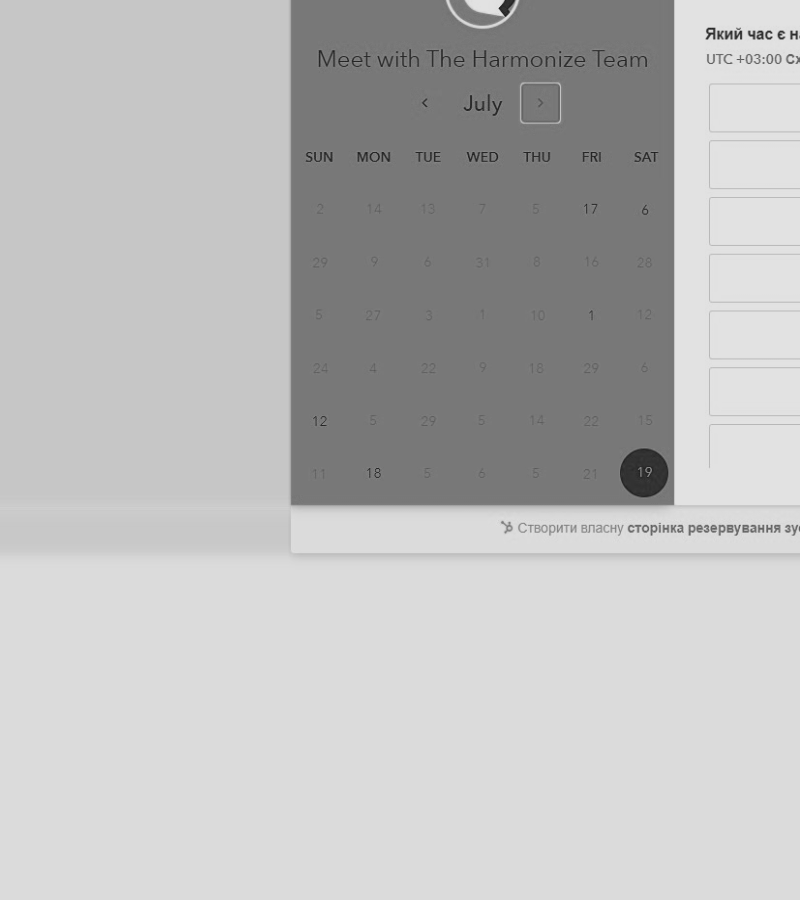 Meet with The Harmonize Team
July
SUN MON TUE WED THU FRI SAT
2 14 13 7 5 17 6
29 9 6 31 8 16 28
5 27 3 1 10 1 12
24 4 22 9 18 29 6
12 5 29 5 14 22 15
11 18 5 6 5 21 19
Який час є
UTC +03:00
Створити власну сторінка резервування